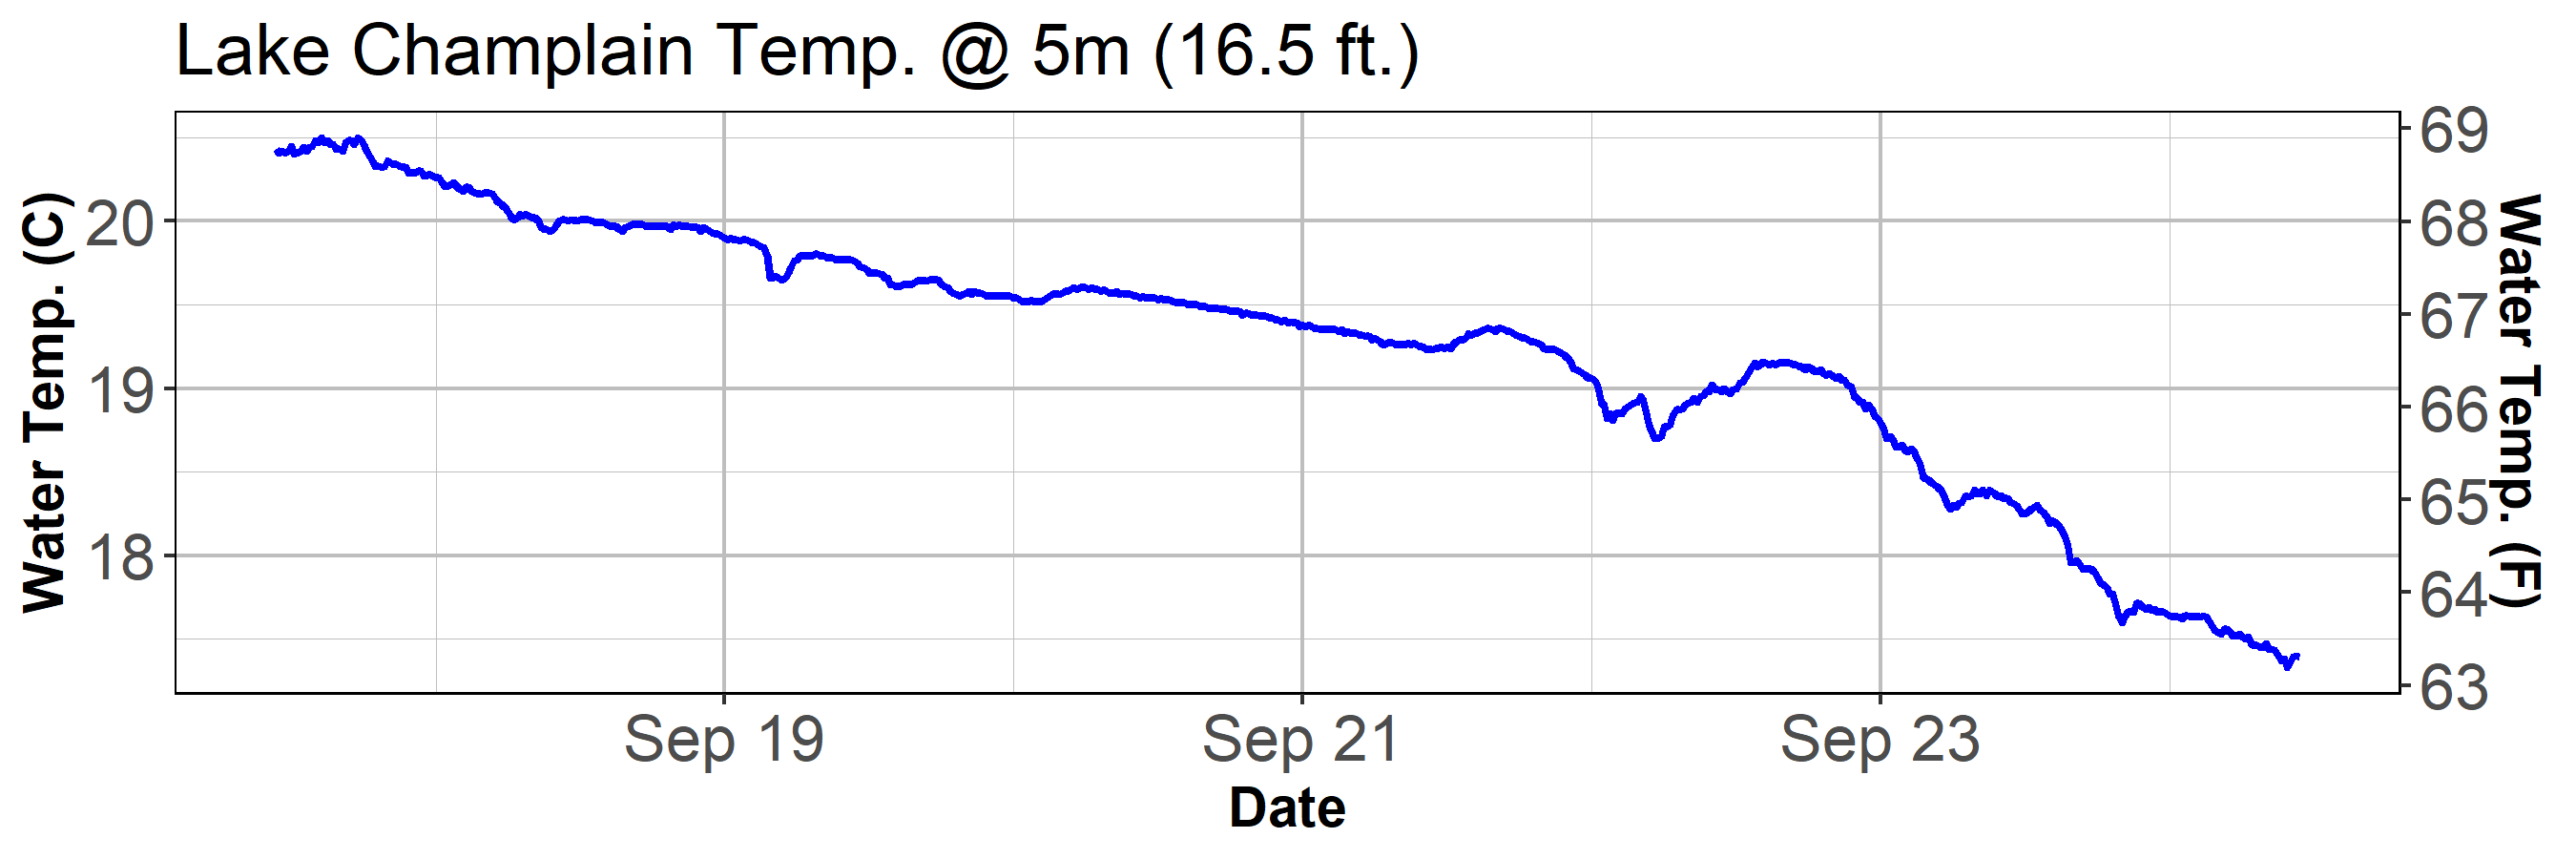 Lake Champlain Temp. @ 5m (16.5 ft.)
Water Temp. (C)
20
19
18
69
68
67
66
65
64
63
Water Temp. (F)
Sep 19
Sep 21
Sep 23
Date